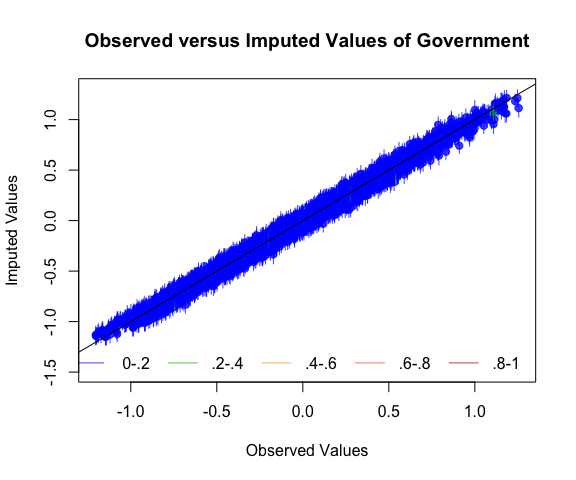 Observed versus Imputed Values of Government
Imputed Values
1.0
0.5
0.0
-0.5
-1.0
-1.5
0-.2 .2-.4 .4-.6 .6-.8 .8-1
-1.0 -0.5 0.0 0.5 1.0
Observed Values